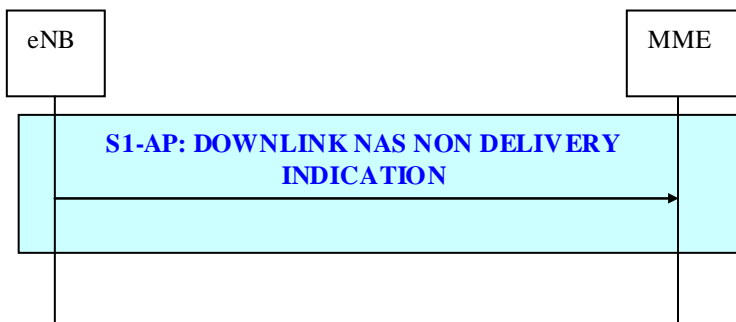 eNB
MME
S1-AP: DOWNLINK NAS NON DELIVERY
INDICATION